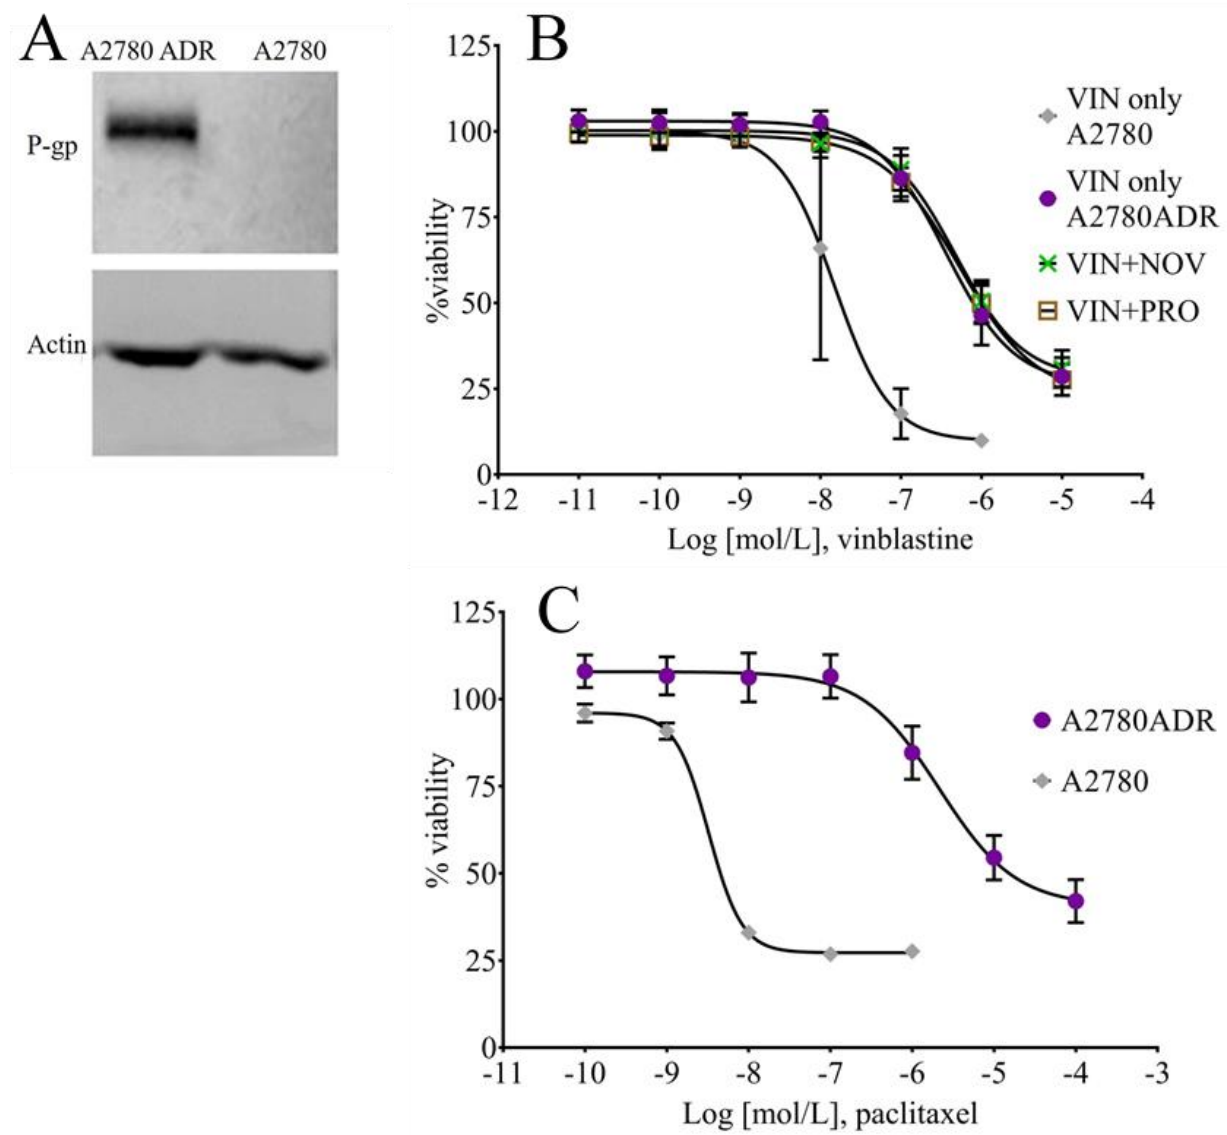 A
A2780 ADR
A2780
P-gp
Actin
B
125
100
75
50
25
0
%viability
-12 -11 -10 -9 -8 -7 -6 -5 -4
Log [mol/L], vinblastine
VIN only
A2780
VIN only
A2780ADR
VIN+NOV
VIN+PRO
C
125
100
75
50
25
0
% viability
-11 -10 -9 -8 -7 -6 -5 -4 -3
Log [mol/L], paclitaxel
A2780ADR
A2780